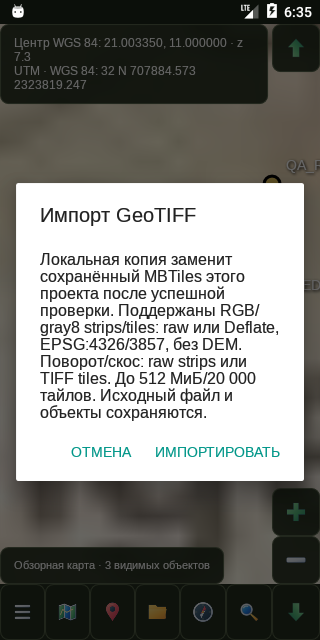 6:35
Центр WGS 84: 21.003350, 11.000000 · z
7.3
UTM · WGS 84: 32 N 707884.573
2323819.247
QA_F
ED
Импорт GeoTIFF
Локальная копия заменит
сохранённый MBTiles этого
проекта после успешной
проверки. Поддержаны RGB/
gray8 strips/tiles: raw или Deflate,
EPSG:4326/3857, без DEM.
Поворот/скос: raw strips или
TIFF tiles. До 512 МиБ/20 000
тайлов. Исходный файл и
объекты сохраняются.
ОТМЕНА ИМПОРТИРОВАТЬ
Обзорная карта · 3 видимых объектов